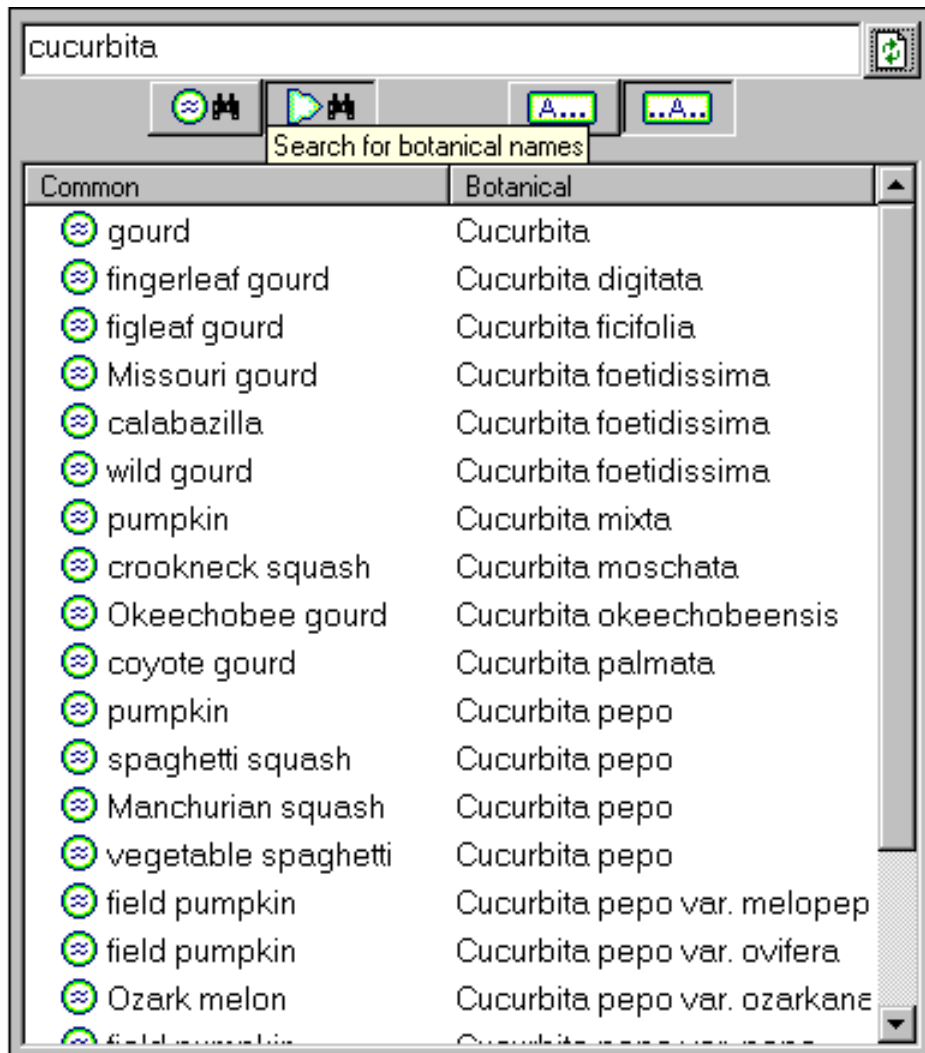 cucurbita
A... ..A..
Search for botanical names
Common Botanical
gourd Cucurbita
fingerleaf gourd Cucurbita digitata
figleaf gourd Cucurbita ficifolia
Missouri gourd Cucurbita foetidissima
calabazilla Cucurbita foetidissima
wild gourd Cucurbita foetidissima
pumpkin Cucurbita mixta
crookneck squash Cucurbita moschata
Okeechobee gourd Cucurbita okeechobeensis
coyote gourd Cucurbita palmata
pumpkin Cucurbita pepo
spaghetti squash Cucurbita pepo
Manchurian squash Cucurbita pepo
vegetable spaghetti Cucurbita pepo
field pumpkin Cucurbita pepo var. melopep
field pumpkin Cucurbita pepo var. ovifera
Ozark melon Cucurbita pepo var. ozarkana